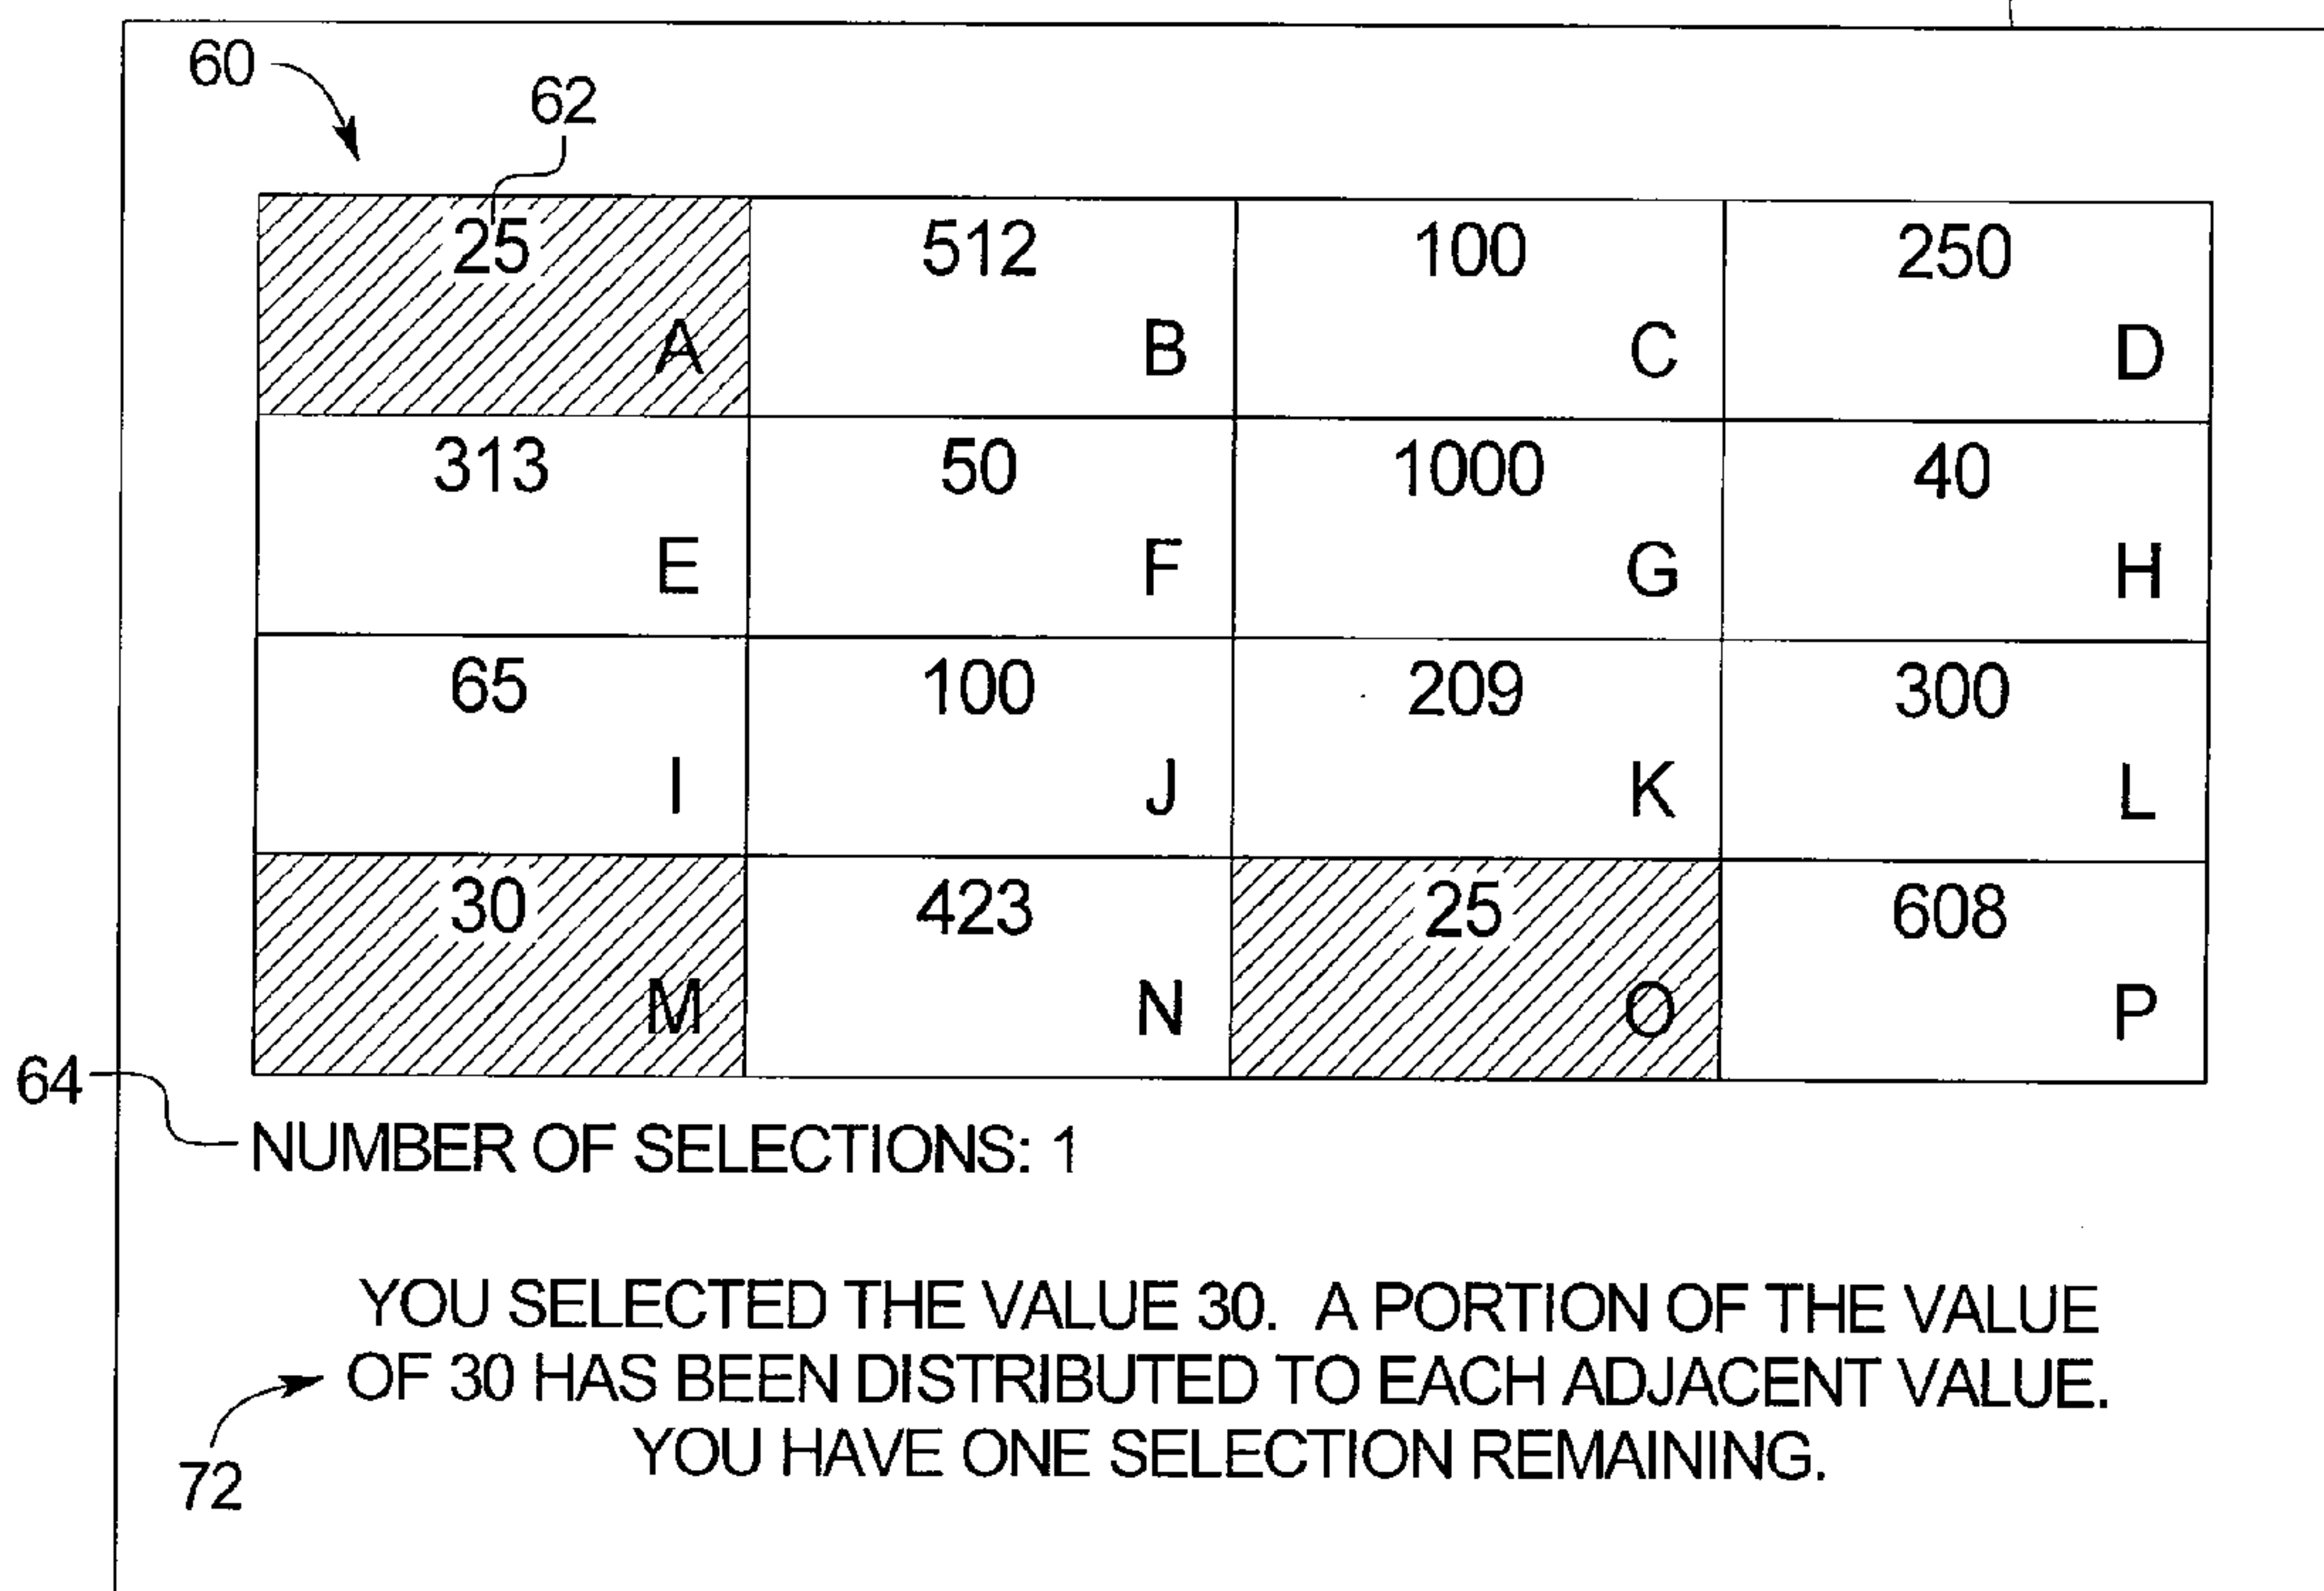 60
62
25 512 100 250
A B C D
313 50 1000 40
E F G H
65 100 209 300
I J K L
30 423 25 608
M N O P
64
NUMBER OF SELECTIONS: 1
YOU SELECTED THE VALUE 30. A PORTION OF THE VALUE
OF 30 HAS BEEN DISTRIBUTED TO EACH ADJACENT VALUE.
YOU HAVE ONE SELECTION REMAINING.
72